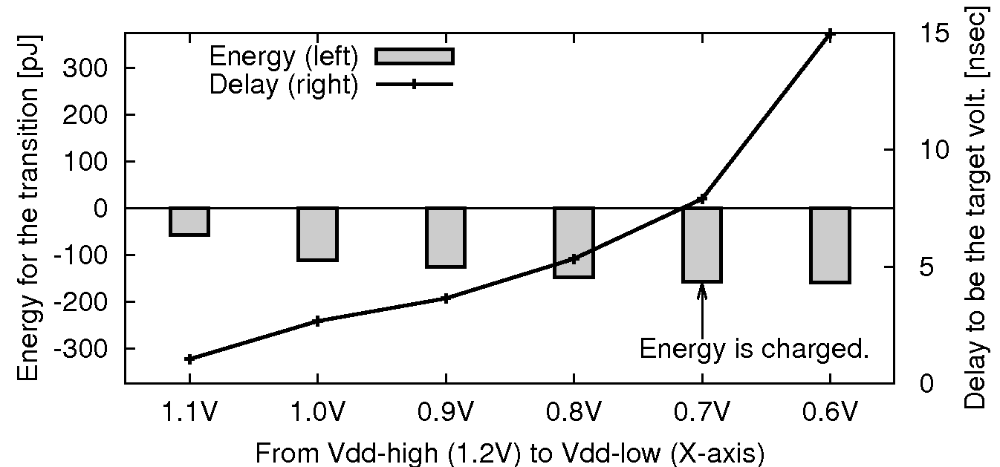 Energy for the transition [pJ]
300
200
100
0
-100
-200
-300
Energy (left)
Delay (right)
Energy is charged.
15
10
5
0
Delay to be the target volt. [nsec]
1.1V 1.0V 0.9V 0.8V 0.7V 0.6V
From Vdd-high (1.2V) to Vdd-low (X-axis)